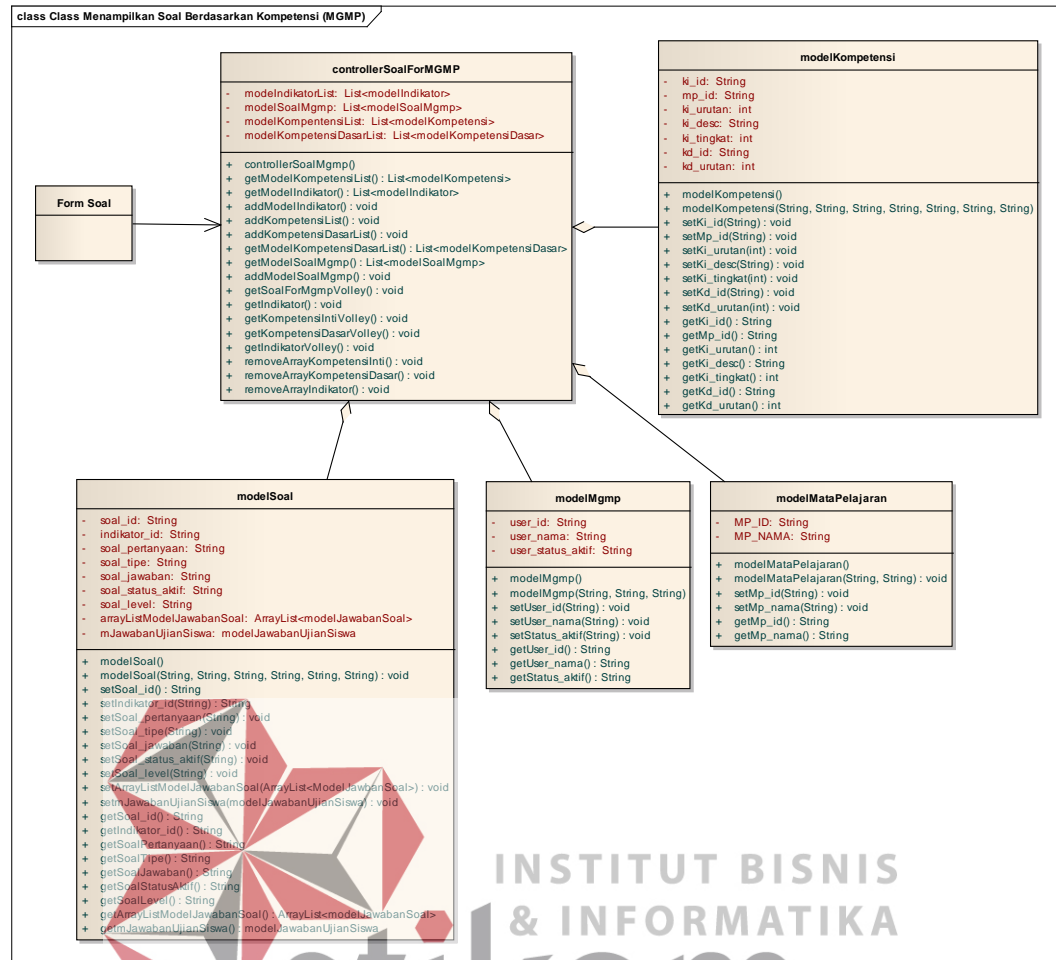 class Class Menampilkan Soal Berdasarkan Kompetensi (MGMP)
Form Soal
controllerSoalForMGMP
- modelndikatorList: List<modelIndikator>
- modelSoalMgmp: List<modelSoalMgmp>
- modelKompentensiList: List<modelKompetensi>
- modelKompetensiDasarList: List<modelKompetensiDasar>
+ controllerSoalMgmp()
+ getModelKompetensiList() : List<modelKompetensi>
+ getModelIndikator() : List<modelIndikator>
+ addModelIndikator() : void
+ addKompetensiList() : void
+ addKompetensiDasarList() : void
+ getModelKompetensiDasarList() : List<modelKompetensiDasar>
+ getModelSoalMgmp() : List<modelSoalMgmp>
+ addModelSoalMgmp() : void
+ getSoalForMgmpVolley() : void
+ getIndikator() : void
+ getKompetensiIntiVolley() : void
+ getKompetensiDasarVolley() : void
+ getIndikatorVolley() : void
+ removeArrayKompetensiInti() : void
+ removeArrayKompetensiDasar() : void
+ removeArrayIndikator() : void
modelKompetensi
- ki_id: String
- mp_id: String
- ki_urutan: int
- ki_desc: String
- ki_tingkat: int
- kd_id: String
- kd_urutan: int
+ modelKompetensi()
+ modelKompetensi(String, String, String, String, String, String, String)
+ setKi_id(String) : void
+ setMp_id(String) : void
+ setKi_urutan(int) : void
+ setKi_desc(String) : void
+ setKi_tingkat(int) : void
+ setKd_id(String) : void
+ setKd_urutan(int) : void
+ getKi_id() : String
+ getMp_id() : String
+ getKi_urutan() : int
+ getKi_desc() : String
+ getKi_tingkat() : int
+ getKd_id() : String
+ getKd_urutan() : int
modelSoal
- soal_id: String
- indikator_id: String
- soal_pertanyaan: String
- soal_tipe: String
- soal_jawaban: String
- soal_status_aktif: String
- soal_level: String
- arrayListModelJawabanSoal: ArrayList<modelJawabanSoal>
- mJawabanUjianSiswa: modelJawabanUjianSiswa
+ modelSoal()
+ modelSoal(String, String, String, String, String, String) : void
+ setSoal_id() : String
+ setIndikator_id(String) : String
+ setSoal_pertanyaan(String) : void
+ setSoal_tipe(String) : void
+ setSoal_jawaban(String) : void
+ setSoal_status_aktif(String) : void
+ setSoal_level(String) : void
+ setArrayListModelJawabanSoal(ArrayList<ModelJawbanSoal>) : void
+ setmJawabanUjianSiswa(modelJawabanUjianSiswa) : void
+ getSoal_id() : String
+ getIndikator_id() : String
+ getSoalPertanyaan() : String
+ getSoalTipe() : String
+ getSoalJawaban() : String
+ getSoalStatusAktif() : String
+ getSoalLevel() : String
+ getArrayListModelJawabanSoal() : ArrayList<modelJawabanSoal>
+ getmJawabanUjianSiswa() : modelJawabanUjianSiswa
modelMgmp
- user_id: String
- user_nama: String
- user_status_aktif: String
+ modelMgmp()
+ modelMgmp(String, String, String)
+ setUser_id(String) : void
+ setUser_nama(String) : void
+ setStatus_aktif(String) : void
+ getUser_id() : String
+ getUser_nama() : String
+ getStatus_aktif() : String
modelMataPelajaran
- MP_ID: String
- MP_NAMA: String
+ modelMataPelajaran()
+ modelMataPelajaran(String, String) : void
+ setMp_id(String) : void
+ setMp_nama(String) : void
+ getMp_id() : String
+ getMp_nama() : String
INSTITUT BISNIS
& INFORMATIKA